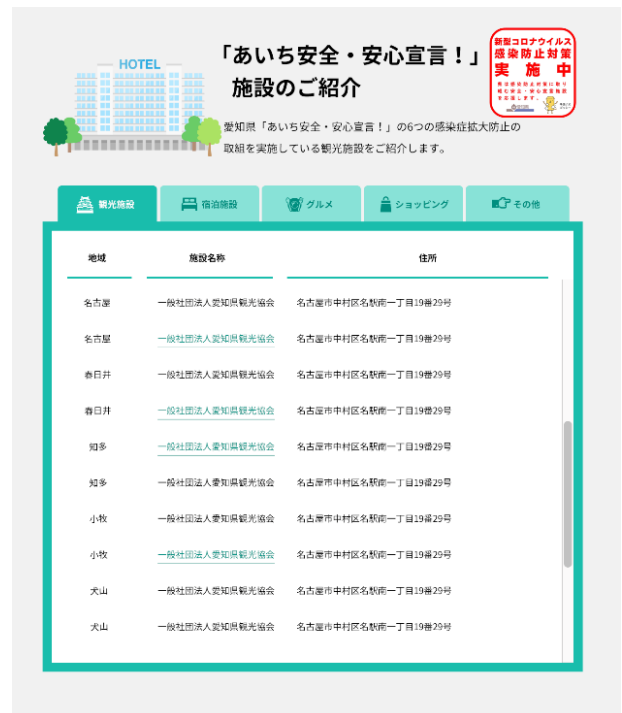 HOTEL
「あいち安全・安心宣言！」
施設のご紹介
新型コロナウイルス
感染防止対策
実施中
愛知県「あいち安全・安心宣言！」の6つの感染症拡大防止の
取組を実施している観光施設をご紹介します。
観光施設 宿泊施設 グルメ ショッピング その他
地域 施設名称 住所
名古屋 一般社団法人愛知県観光協会 名古屋市中村区名駅南一丁目19番29号
名古屋 一般社団法人愛知県観光協会 名古屋市中村区名駅南一丁目19番29号
春日井 一般社団法人愛知県観光協会 名古屋市中村区名駅南一丁目19番29号
春日井 一般社団法人愛知県観光協会 名古屋市中村区名駅南一丁目19番29号
知多 一般社団法人愛知県観光協会 名古屋市中村区名駅南一丁目19番29号
知多 一般社団法人愛知県観光協会 名古屋市中村区名駅南一丁目19番29号
小牧 一般社団法人愛知県観光協会 名古屋市中村区名駅南一丁目19番29号
小牧 一般社団法人愛知県観光協会 名古屋市中村区名駅南一丁目19番29号
犬山 一般社団法人愛知県観光協会 名古屋市中村区名駅南一丁目19番29号
犬山 一般社団法人愛知県観光協会 名古屋市中村区名駅南一丁目19番29号